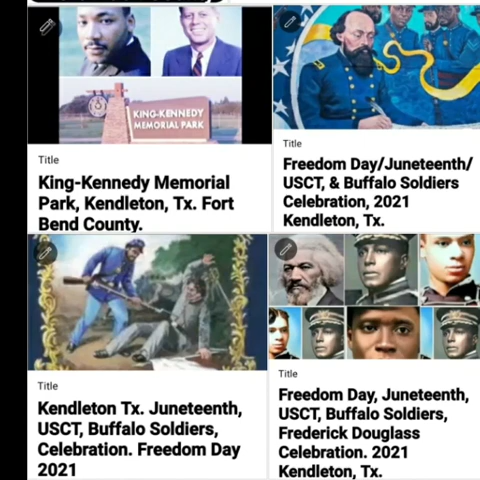 KING-KENNEDY
MEMORIAL PARK
Title
King-Kennedy Memorial
Park, Kendleton, Tx. Fort
Bend County.
Title
Freedom Day/Juneteenth/
USCT, & Buffalo Soldiers
Celebration, 2021
Kendleton, Tx.
Title
Kendleton Tx. Juneteenth,
USCT, Buffalo Soldiers,
Celebration. Freedom Day
2021
Title
Freedom Day, Juneteenth,
USCT, Buffalo Soldiers,
Frederick Douglass
Celebration. 2021
Kendleton, Tx.